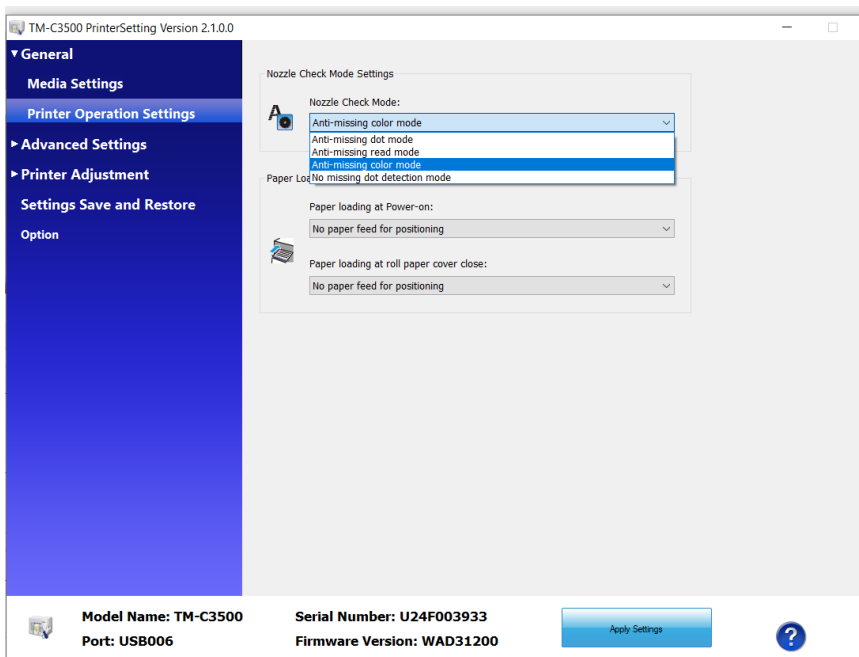 TM-C3500 PrinterSetting Version 2.1.0.0
General
Media Settings
Printer Operation Settings
Advanced Settings
Printer Adjustment
Settings Save and Restore
Option
Nozzle Check Mode Settings
Nozzle Check Mode:
Anti-missing color mode
Anti-missing dot mode
Anti-missing read mode
Anti-missing color mode
No missing dot detection mode
Paper Loa
Paper loading at Power-on:
No paper feed for positioning
Paper loading at roll paper cover close:
No paper feed for positioning
Model Name: TM-C3500
Port: USB006
Serial Number: U24F003933
Firmware Version: WAD31200
Apply Settings
?